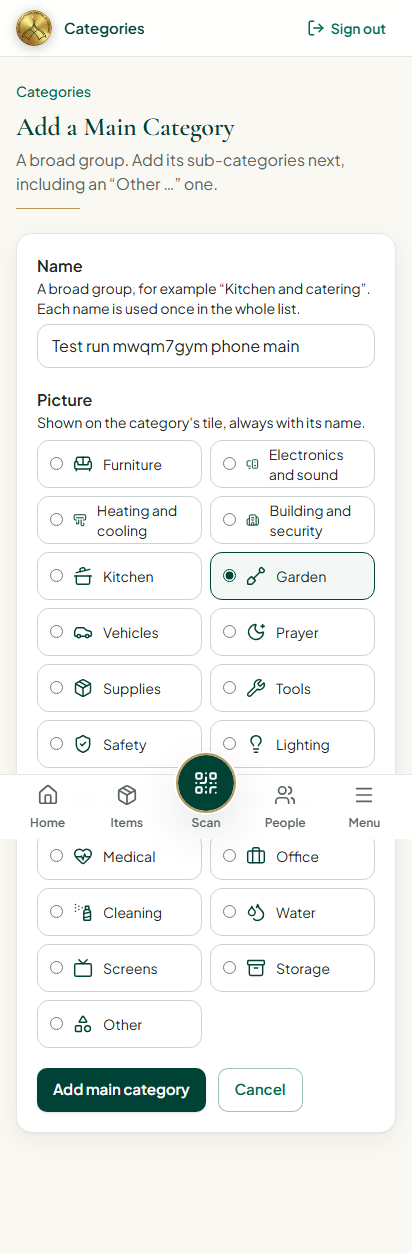 Categories
Sign out
Categories
Add a Main Category
A broad group. Add its sub-categories next,
including an “Other …” one.
Name
A broad group, for example “Kitchen and catering”.
Each name is used once in the whole list.
Test run mwqm7gym phone main
Picture
Shown on the category's tile, always with its name.
Furniture
Electronics
and sound
Heating and
cooling
Building and
security
Kitchen
Garden
Vehicles
Prayer
Supplies
Tools
Safety
Lighting
Home
Items
Scan
People
Menu
Medical
Office
Cleaning
Water
Screens
Storage
Other
Add main category
Cancel